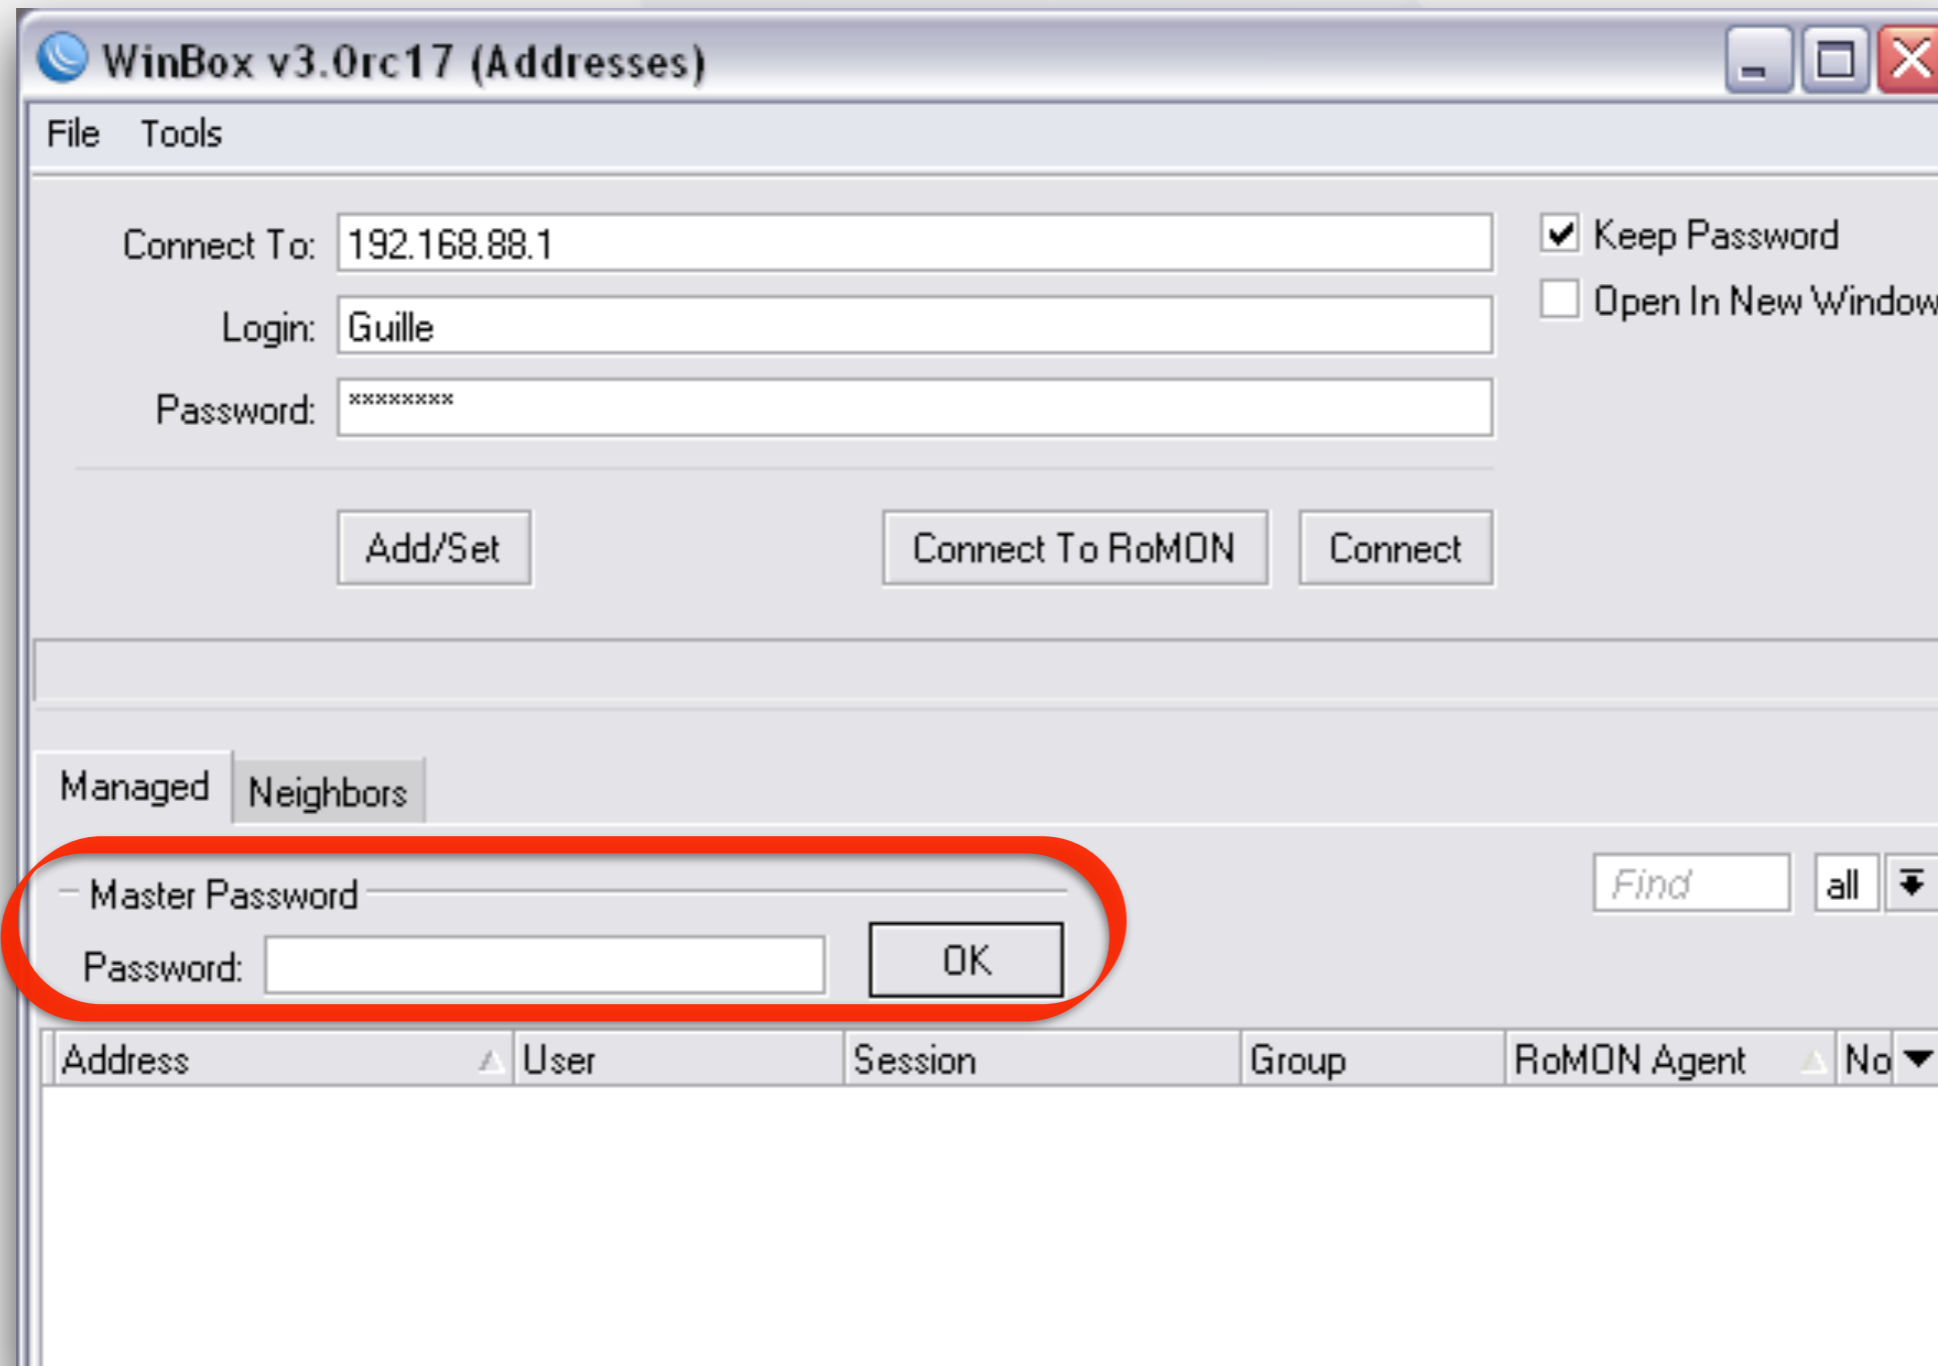 WinBox v3.0rc17 (Addresses)
File Tools
Connect To: 192.168.88.1
Keep Password
Open In New Window
Login: Guille
Password: ********
Add/Set Connect To RoMON Connect
Managed Neighbors
Master Password
Find all
Password: OK
Address User Session Group RoMON Agent No